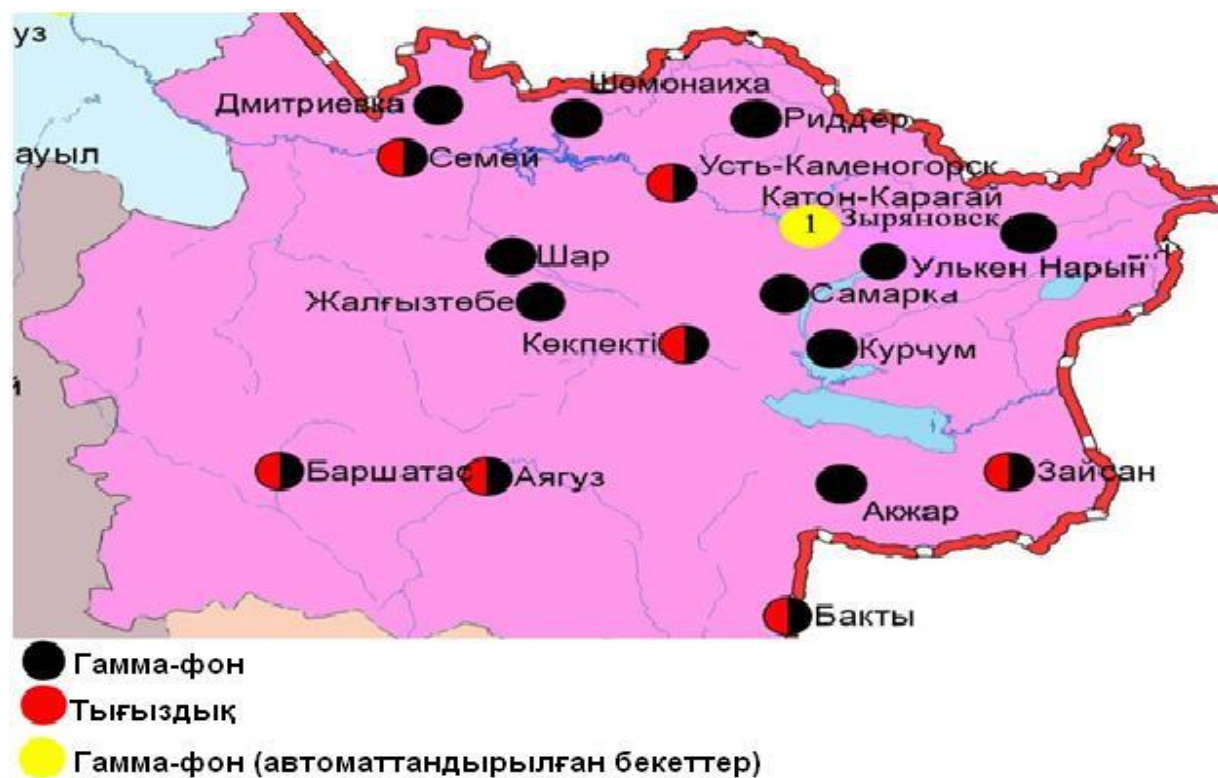 уз
Шемонаиха
Дмитриевка
Риддер
ауыл
Семей
Усть-Каменогорск
Катон-Карагай
1
Зыряновск
Шар
Улькен Нарын
Жалғызтөбе
Самарка
Көкпекті
Курчум
й
Баршатас
Аягуз
Зайсан
Акжар
Бакты
Гамма-фон
Тығыздық
Гамма-фон (автоматтандырылған бекеттер)